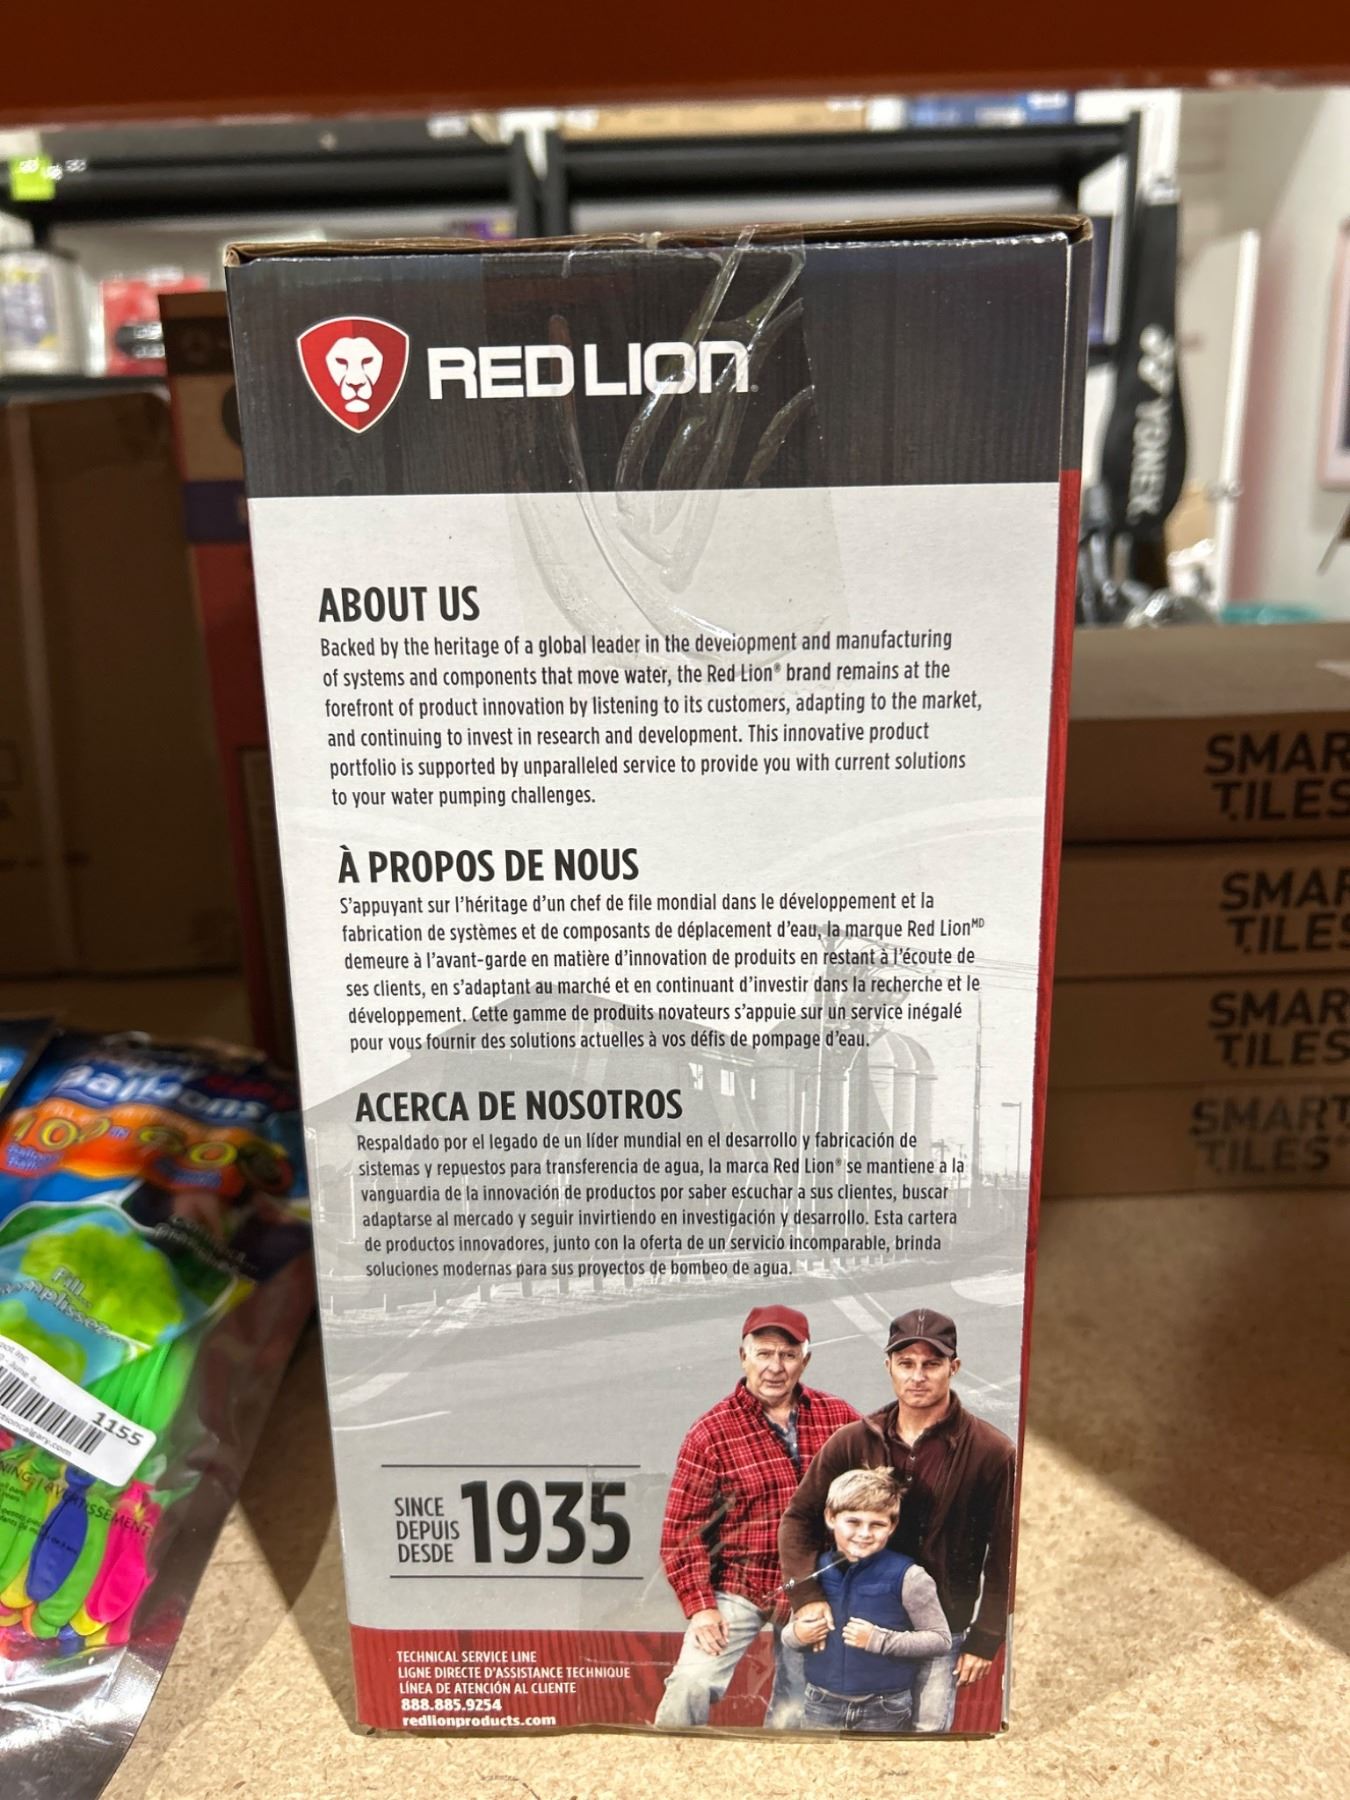 RED LION
ABOUT US
Backed by the heritage of a global leader in the development and manufacturing
of systems and components that move water, the Red Lion® brand remains at the
forefront of product innovation by listening to its customers, adapting to the market,
and continuing to invest in research and development. This innovative product
portfolio is supported by unparalleled service to provide you with current solutions
to your water pumping challenges.
À PROPOS DE NOUS
S'appuyant sur l'héritage d'un chef de file mondial dans le développement et la
fabrication de systèmes et de composants de déplacement d'eau, la marque Red Lionᴹᴰ
demeure à l'avant-garde en matière d'innovation de produits en restant à l'écoute de
ses clients, en s'adaptant au marché et en continuant d'investir dans la recherche et le
développement. Cette gamme de produits novateurs s'appuie sur un service inégalé
pour vous fournir des solutions actuelles à vos défis de pompage d'eau.
ACERCA DE NOSOTROS
Respaldado por el legado de un líder mundial en el desarrollo y fabricación de
sistemas y repuestos para transferencia de agua, la marca Red Lion® se mantiene a la
vanguardia de la innovación de productos por saber escuchar a sus clientes, buscar
adaptarse al mercado y seguir invirtiendo en investigación y desarrollo. Esta cartera
de productos innovadores, junto con la oferta de un servicio incomparable, brinda
soluciones modernas para sus proyectos de bombeo de agua.
SINCE
DEPUIS
DESDE
1935
TECHNICAL SERVICE LINE
LIGNE DIRECTE D'ASSISTANCE TECHNIQUE
LÍNEA DE ATENCIÓN AL CLIENTE
888.885.9254
redlionproducts.com
YONEX
SMAR
TILES
SMAR
TILES
SMAR
TILES
SMART
TILES
Balloons
Fill
1155